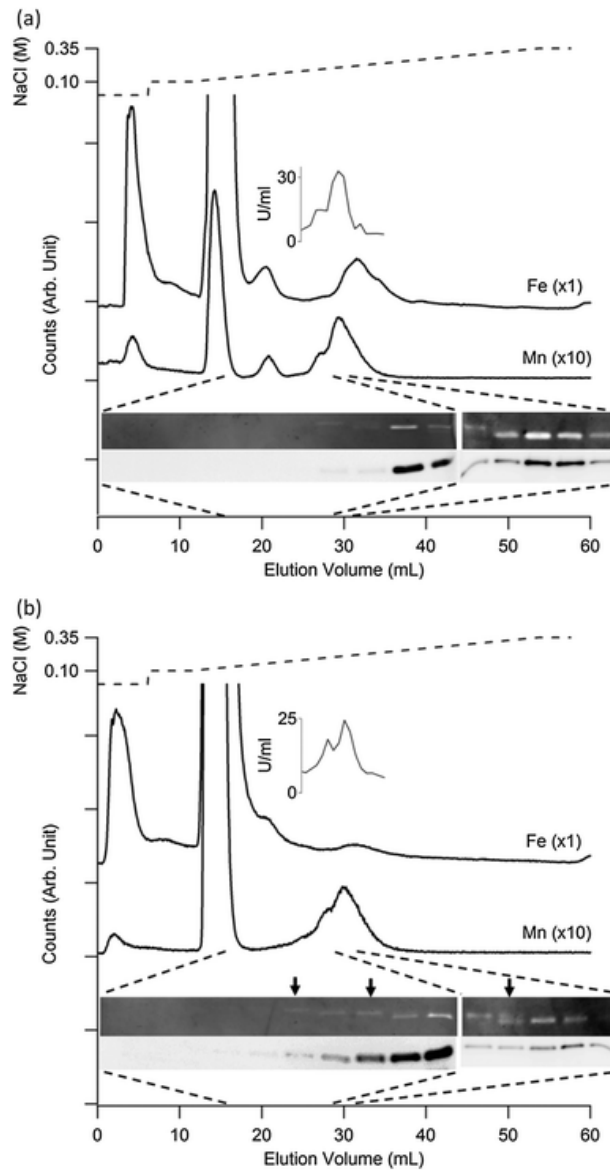 (a)
NaCl (M)
0.35
0.10
Counts (Arb. Unit)
U/ml
30
0
Fe (x1)
Mn (x10)
0 10 20 30 40 50 60
Elution Volume (mL)
(b)
NaCl (M)
0.35
0.10
Counts (Arb. Unit)
U/ml
25
0
Fe (x1)
Mn (x10)
0 10 20 30 40 50 60
Elution Volume (mL)